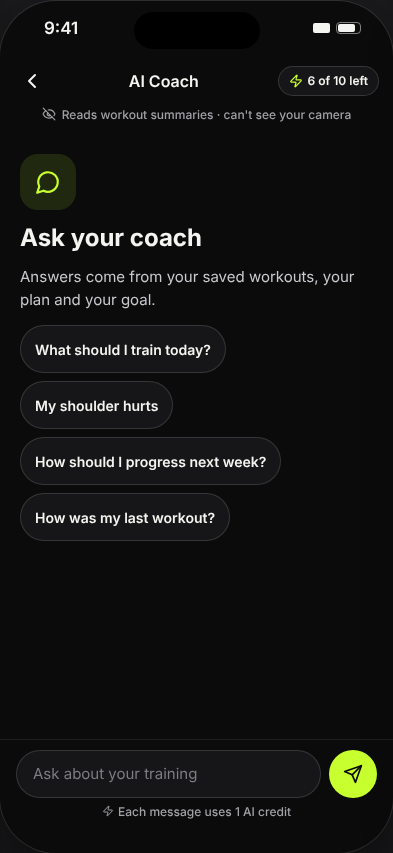 9:41
AI Coach
6 of 10 left
Reads workout summaries · can't see your camera
Ask your coach
Answers come from your saved workouts, your
plan and your goal.
What should I train today?
My shoulder hurts
How should I progress next week?
How was my last workout?
Ask about your training
Each message uses 1 AI credit